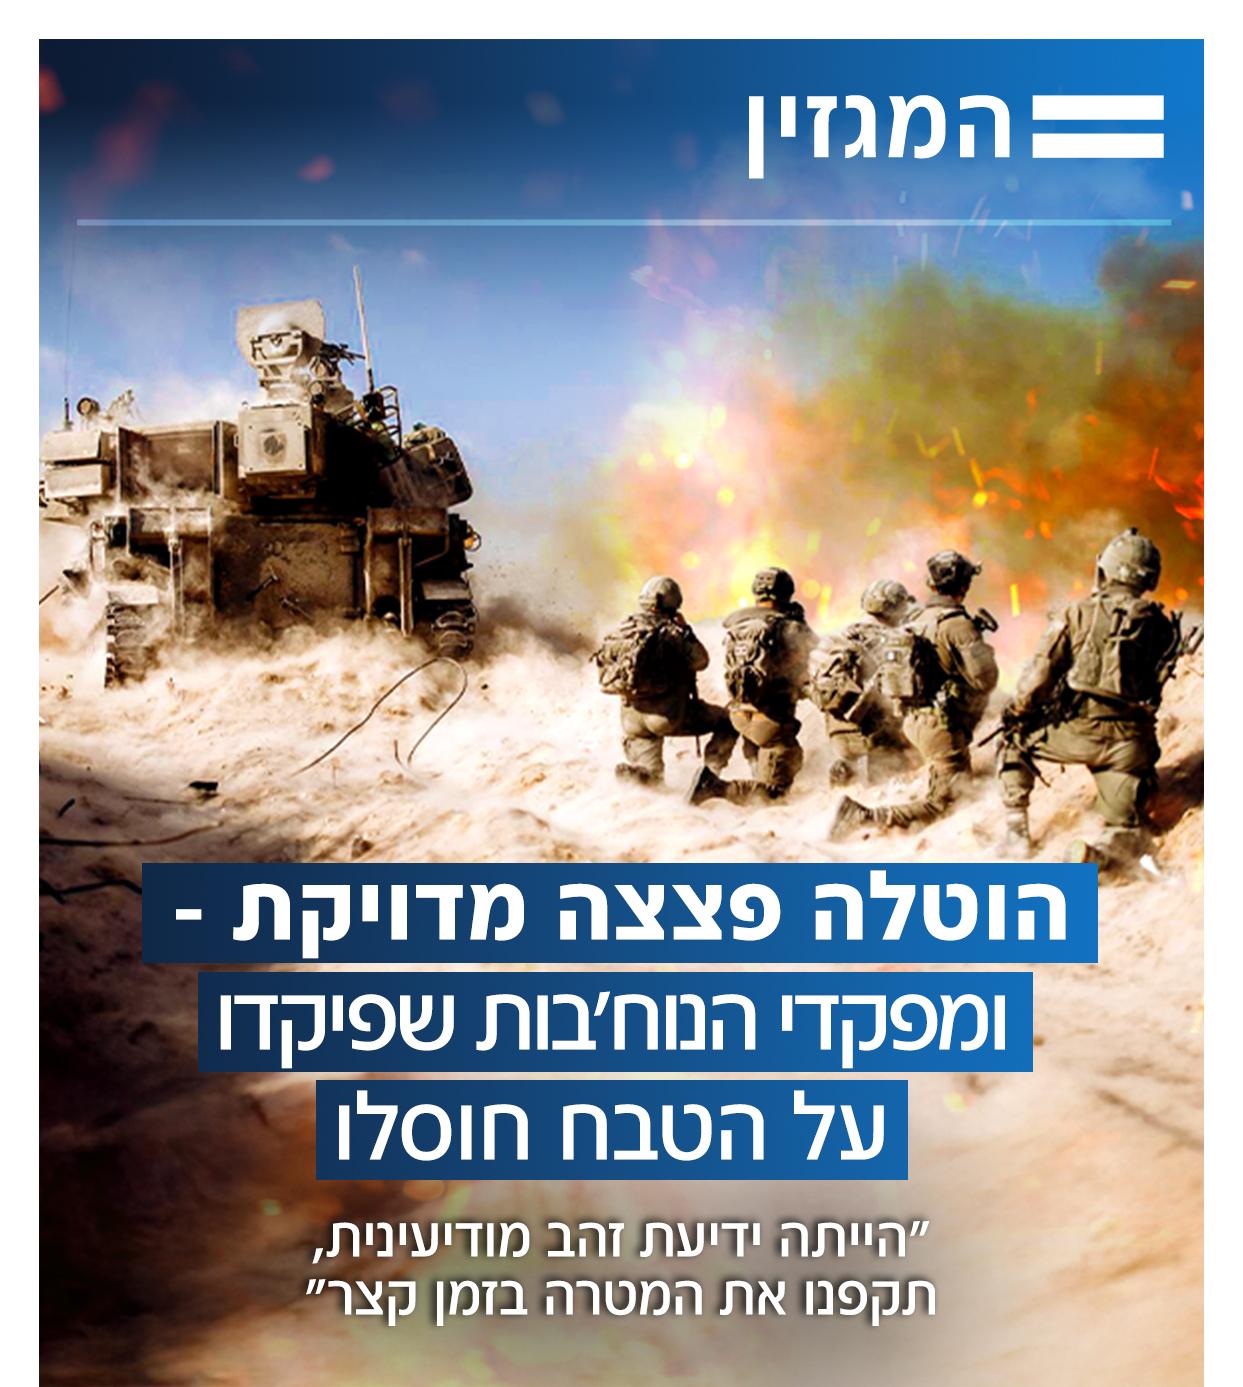 המגזין
הוטלה פצצה מדויקת -
ומפקדי הנוח'בות שפיקדו
על הטבח חוסלו
"הייתה ידיעת זהב מודיעינית,
תקפנו את המטרה בזמן קצר"